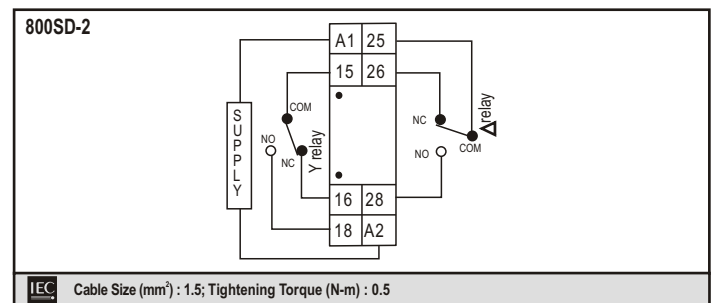 800SD-2
A1 25
15 26
SUPPLY
COM
NO
NC
Y relay
NC
NO
COM
Δ relay
16 28
18 A2
IEC Cable Size (mm²) : 1.5; Tightening Torque (N-m) : 0.5